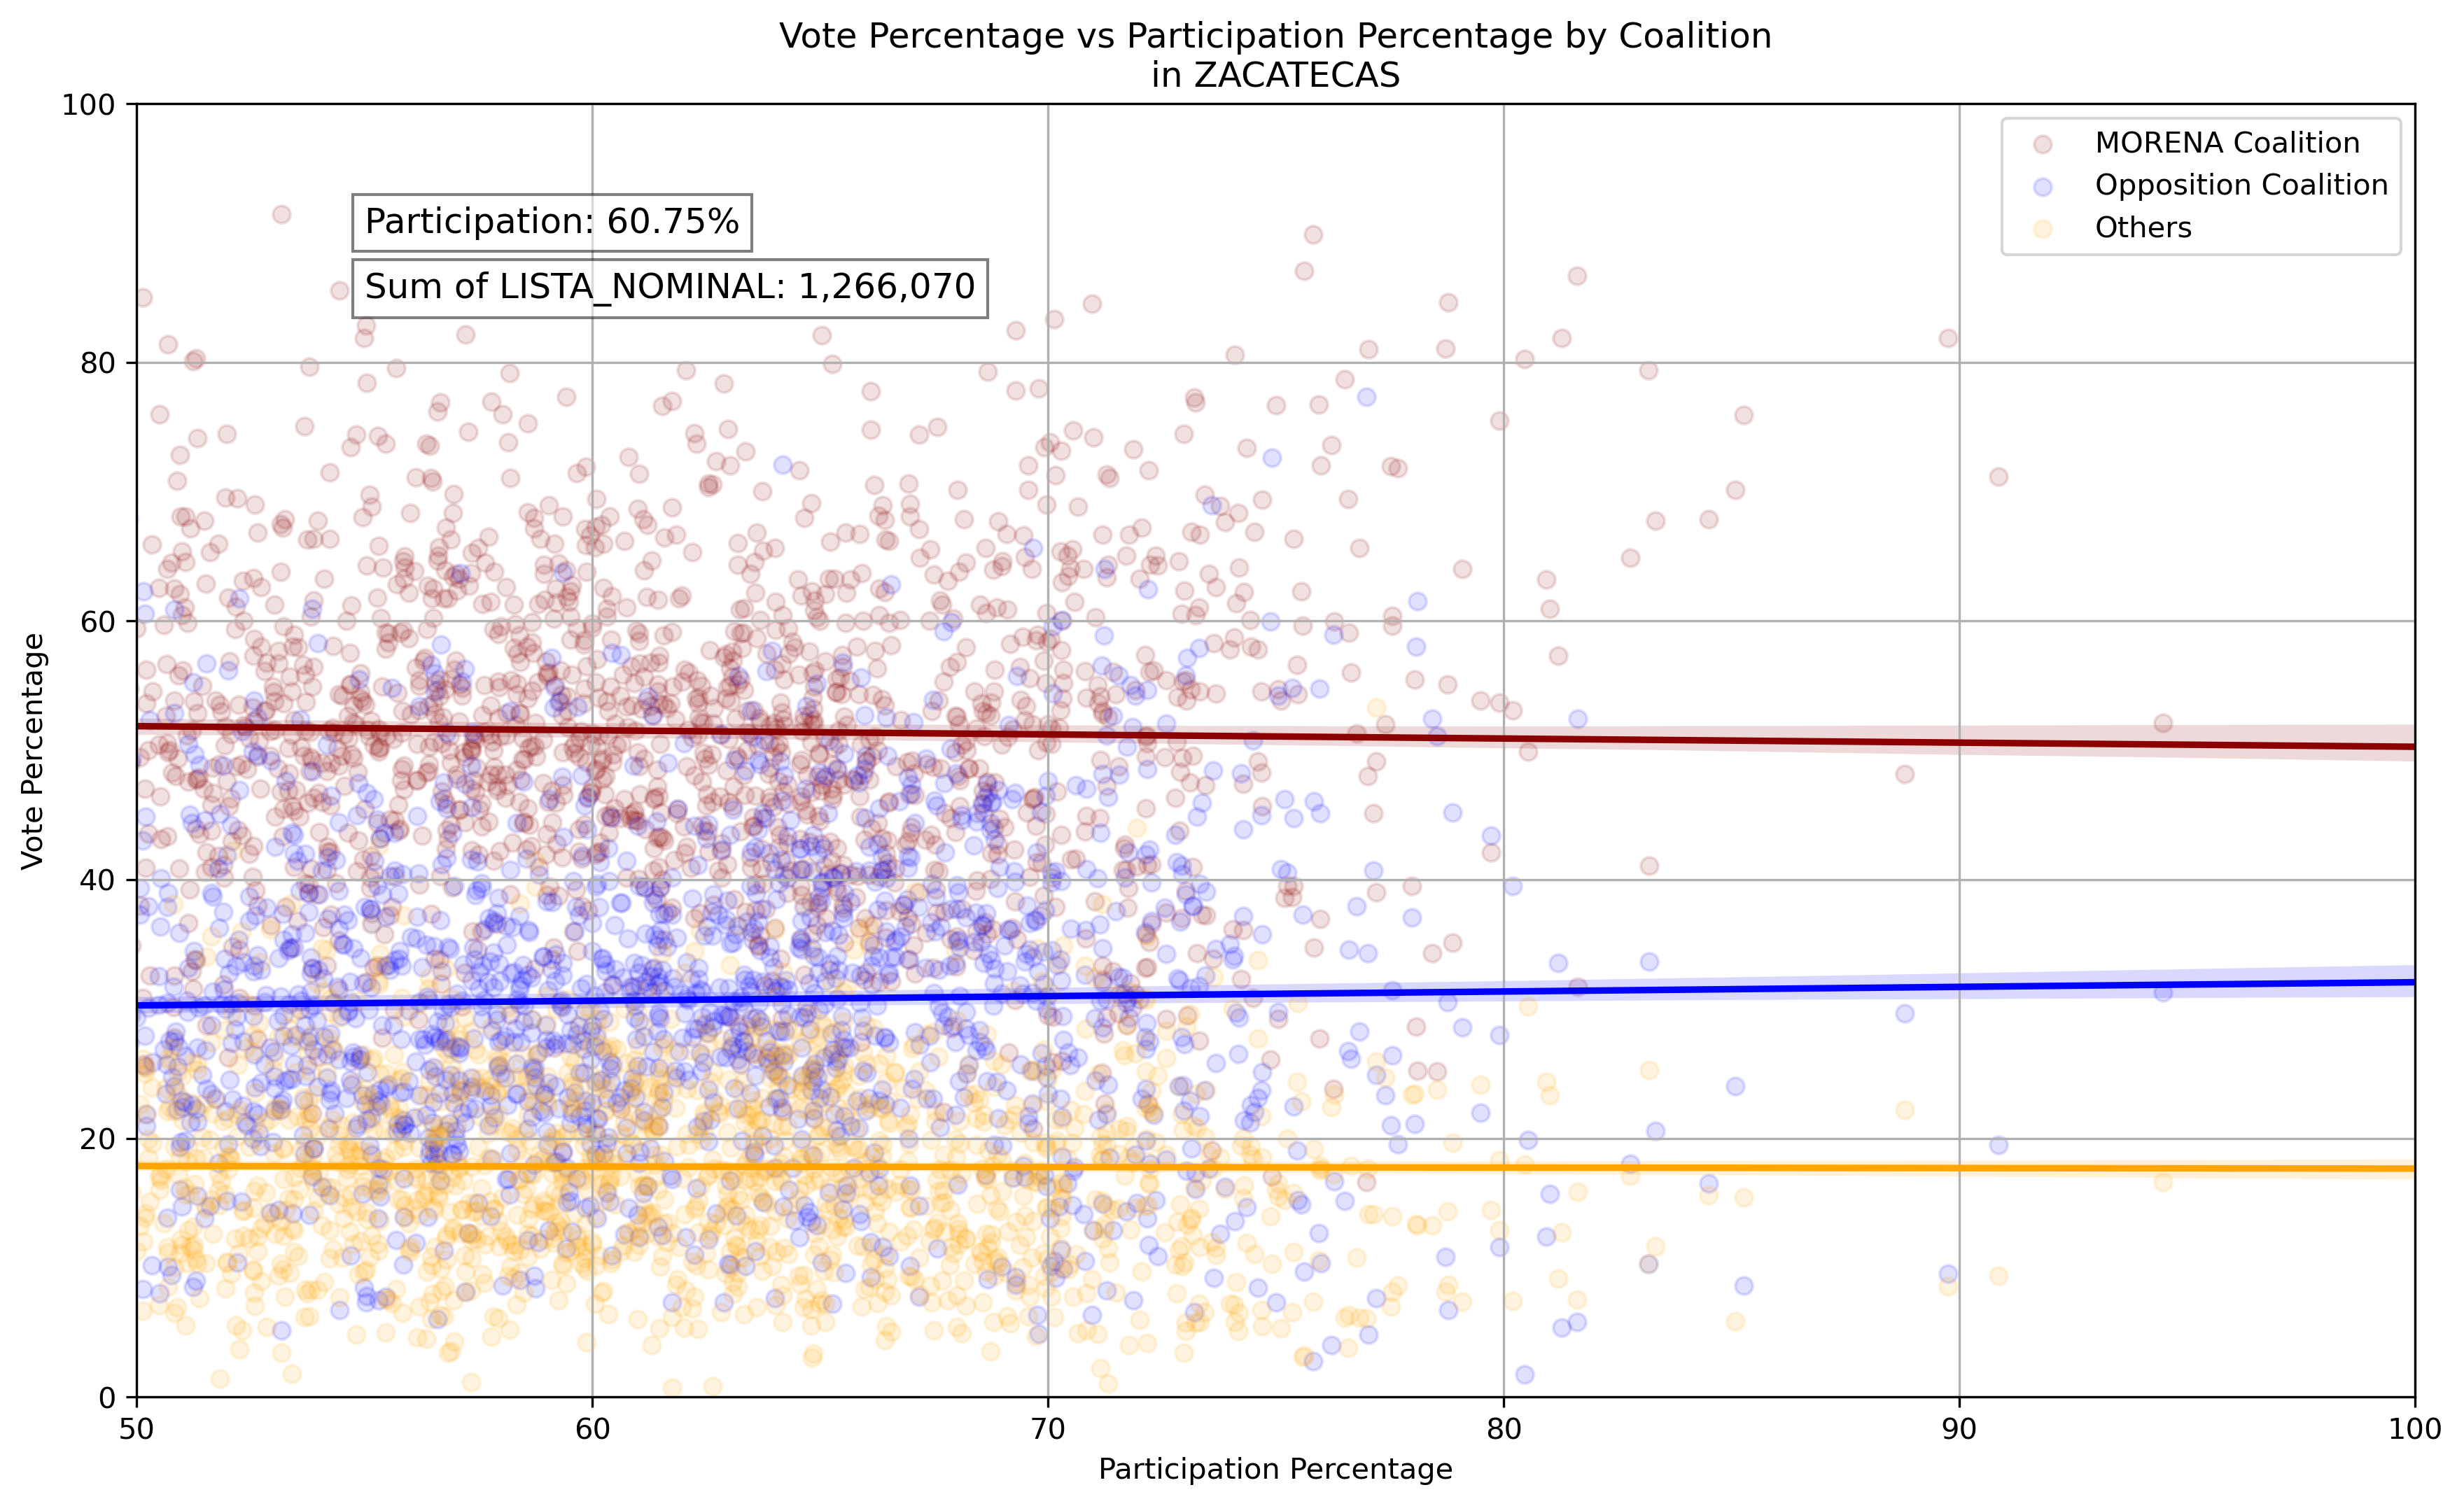 Vote Percentage vs Participation Percentage by Coalition
in ZACATECAS
100
80
60
40
20
0
Vote Percentage
Participation: 60.75%
Sum of LISTA_NOMINAL: 1,266,070
MORENA Coalition
Opposition Coalition
Others
50
60
70
80
90
100
Participation Percentage